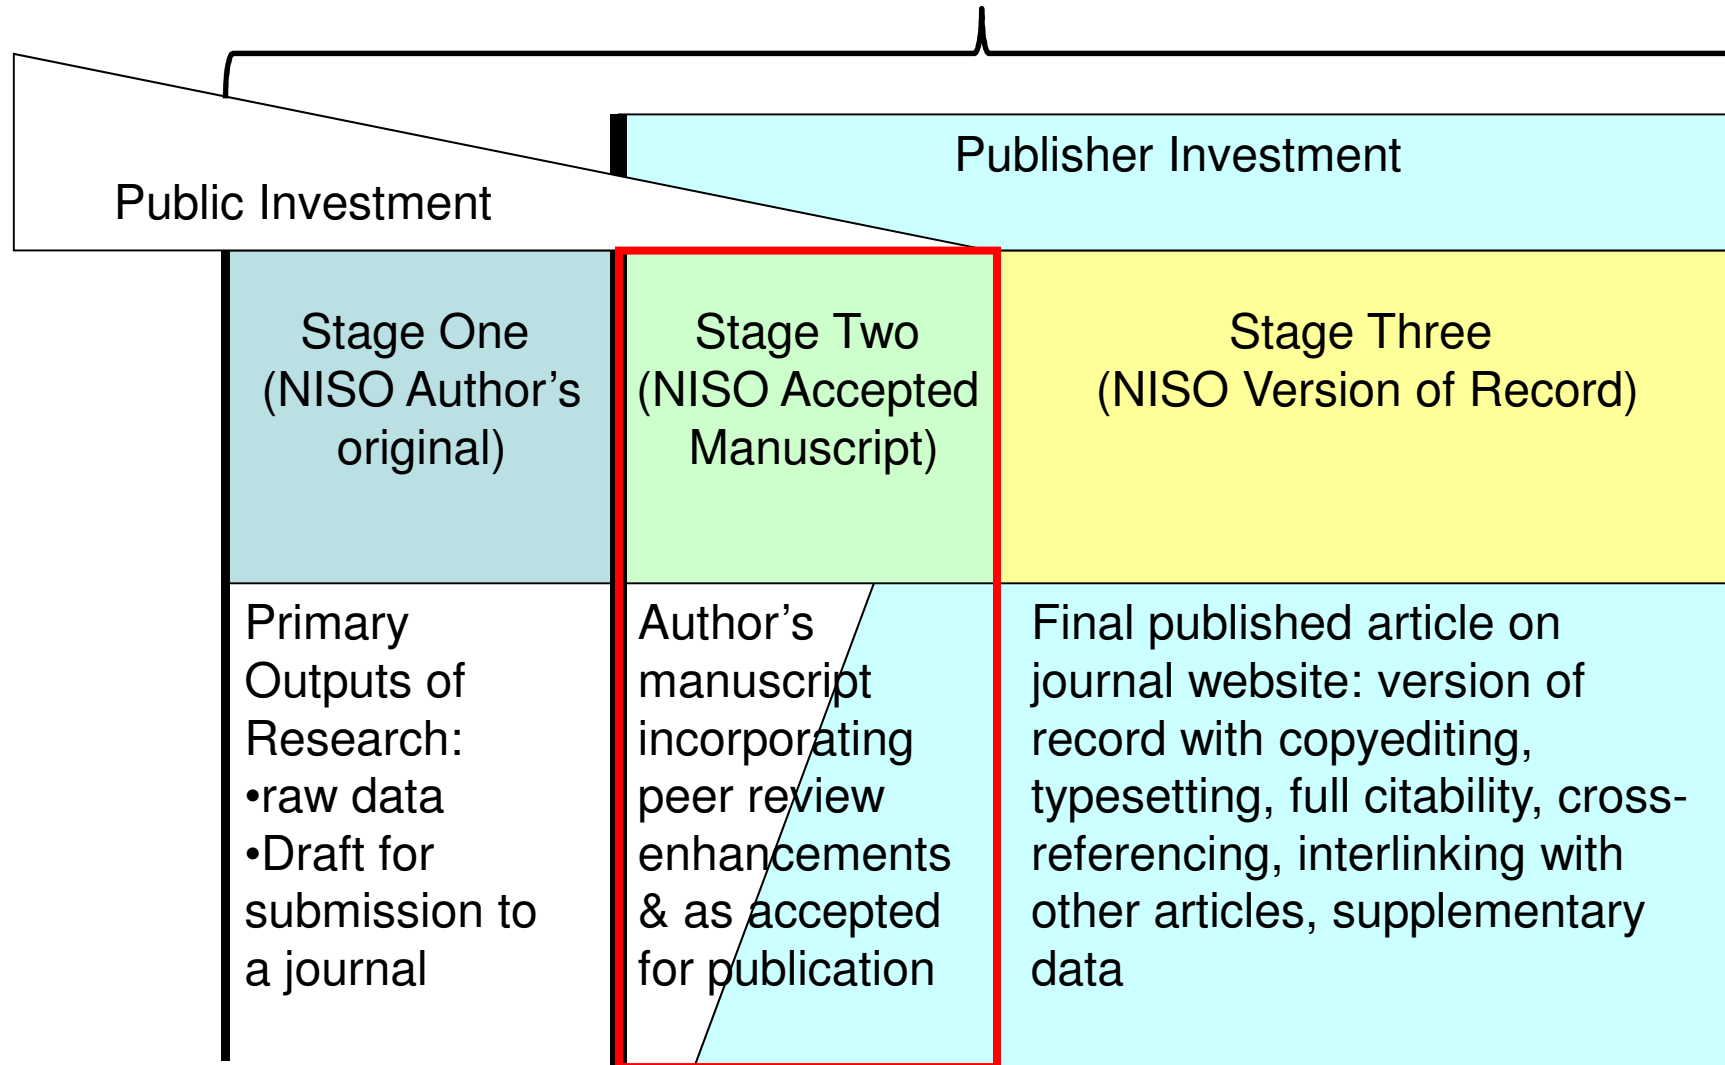 Publisher Investment
Public Investment
Stage One
(NISO Author’s
original)
Stage Two
(NISO Accepted
Manuscript)
Stage Three
(NISO Version of Record)
Primary
Outputs of
Research:
•raw data
•Draft for
submission to
a journal
Author’s
manuscript
incorporating
peer review
enhancements
& as accepted
for publication
Final published article on
journal website: version of
record with copyediting,
typesetting, full citability, cross-
referencing, interlinking with
other articles, supplementary
data